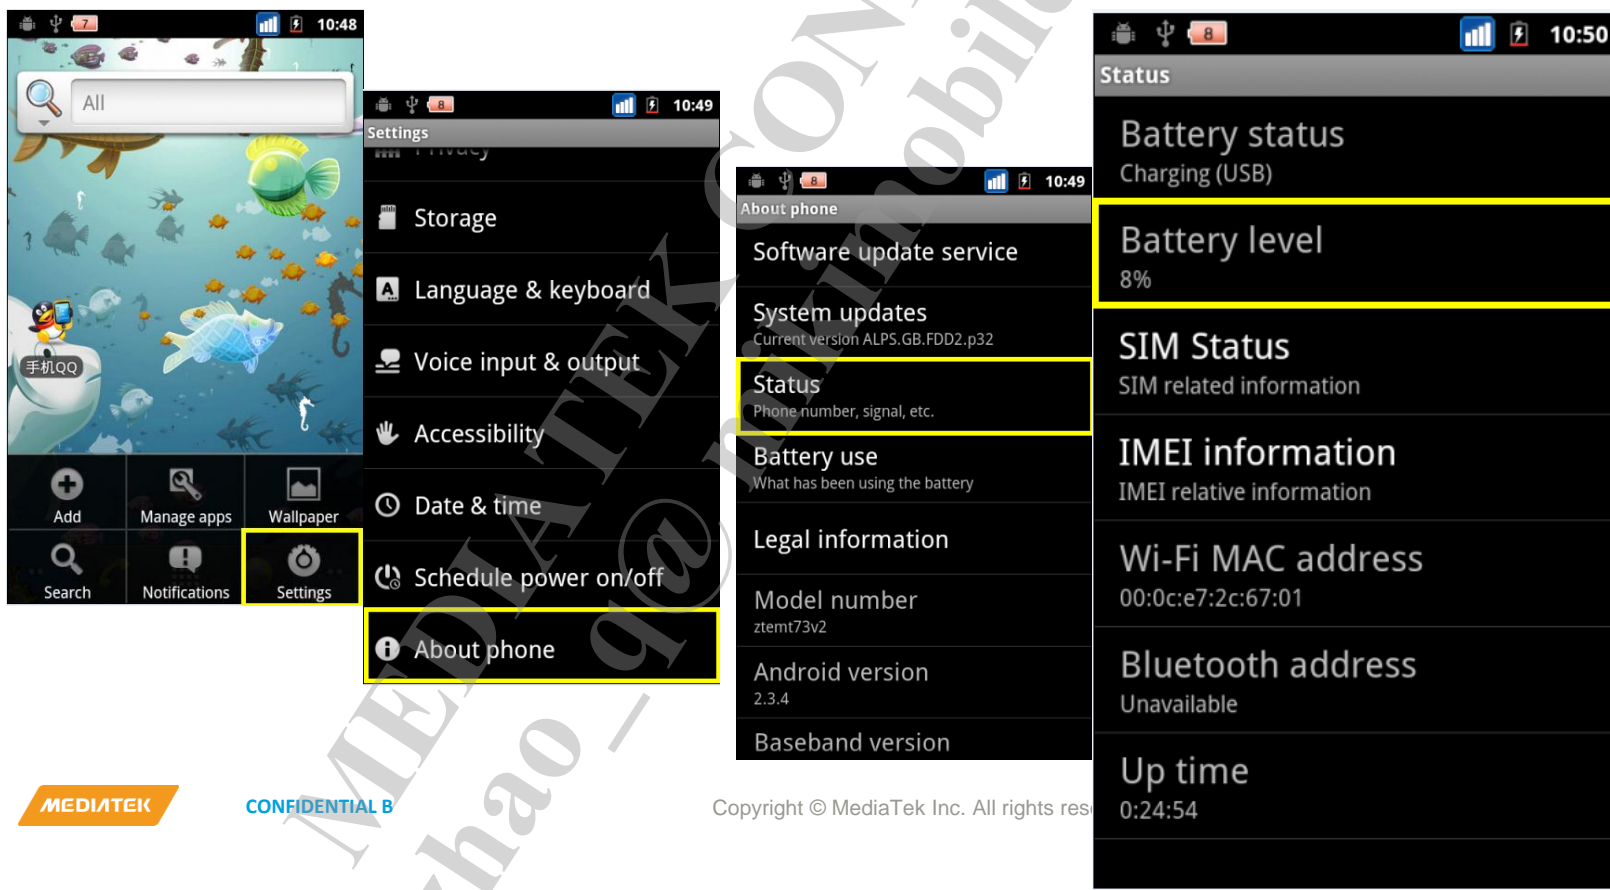 7
10:48
All
手机QQ
Add
Manage apps
Wallpaper
Search
Notifications
Settings
8
10:49
Settings
Privacy
Storage
Language & keyboard
Voice input & output
Accessibility
Date & time
Schedule power on/off
About phone
8
10:49
About phone
Software update service
System updates
Current version ALPS.GB.FDD2.p32
Status
Phone number, signal, etc.
Battery use
What has been using the battery
Legal information
Model number
ztemt73v2
Android version
2.3.4
Baseband version
8
10:50
Status
Battery status
Charging (USB)
Battery level
8%
SIM Status
SIM related information
IMEI information
IMEI relative information
Wi-Fi MAC address
00:0c:e7:2c:67:01
Bluetooth address
Unavailable
Up time
0:24:54
MEDIATEK
CONFIDENTIAL B
Copyright © MediaTek Inc. All rights res
MEDIATEK CON